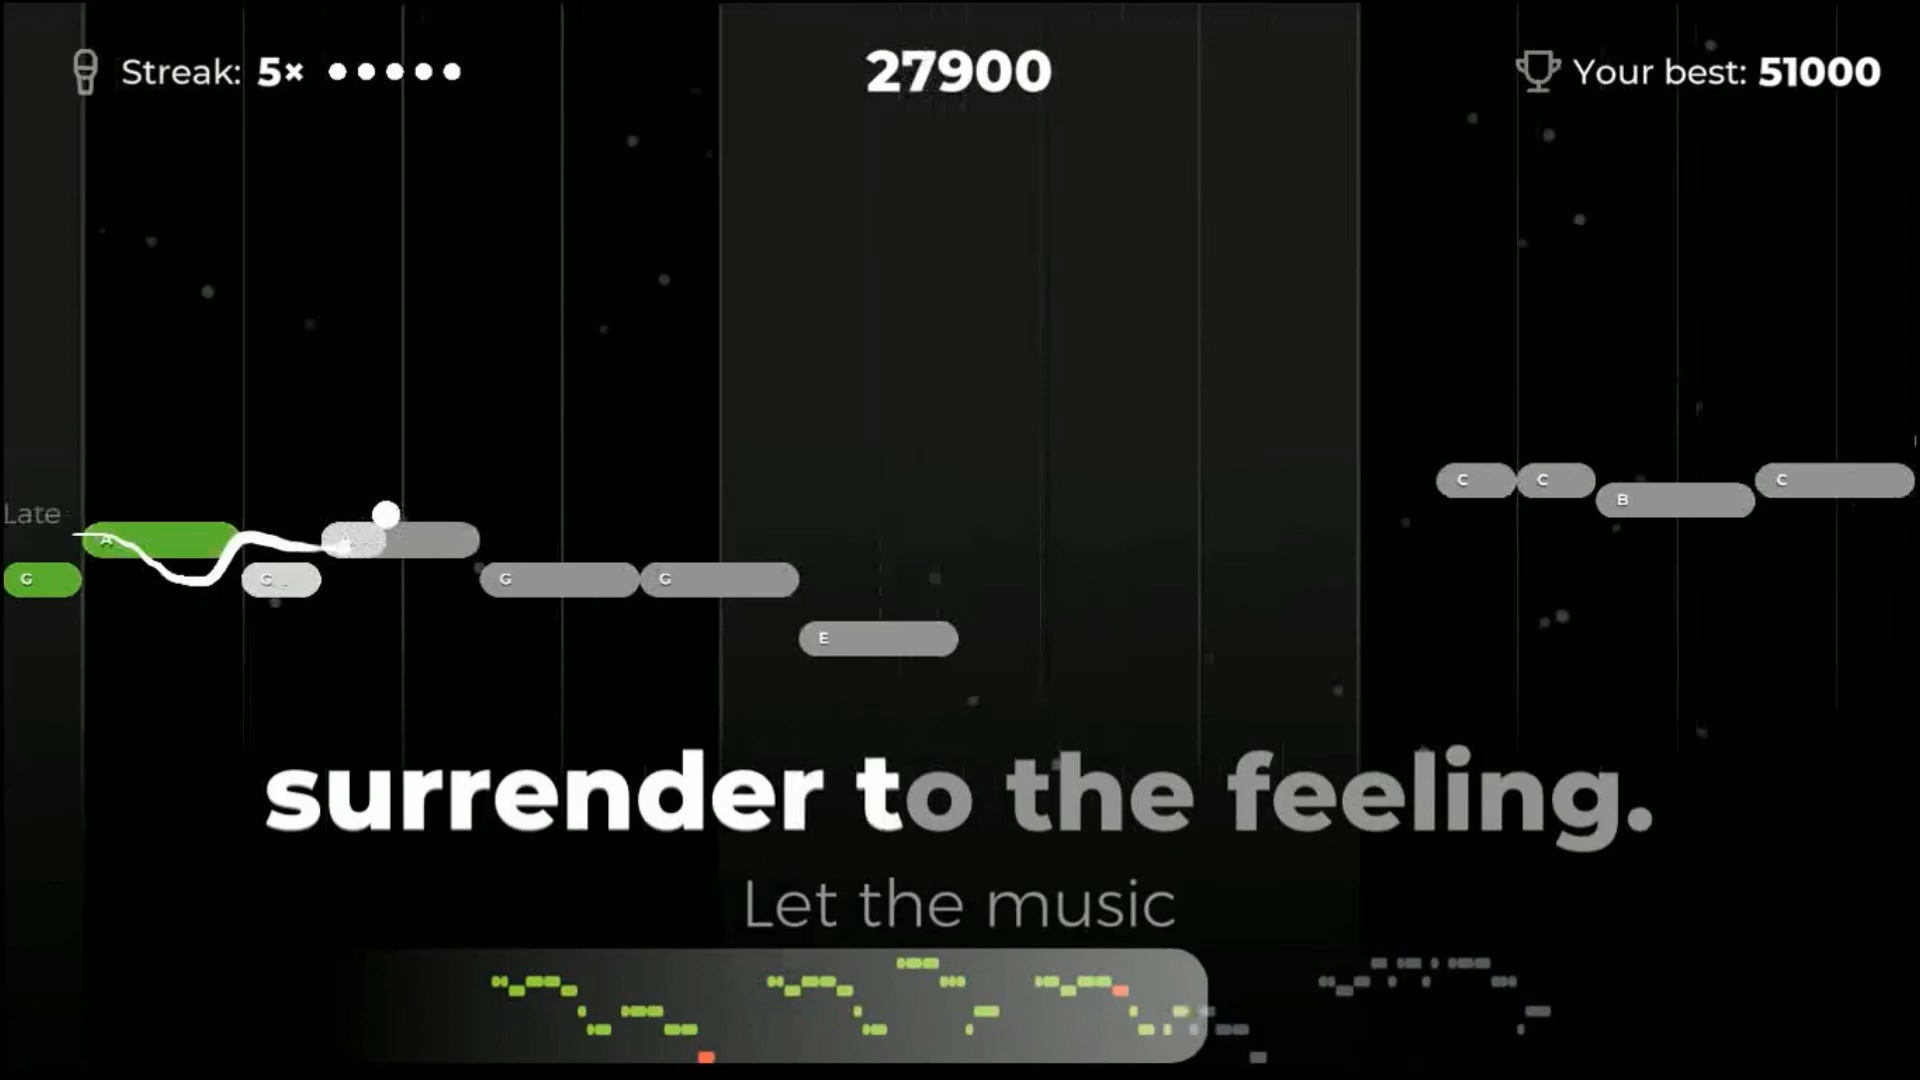 Streak: 5× 27900 Your best: 51000
C C B C
Late
A
G G G G
E
surrender to the feeling.
Let the music